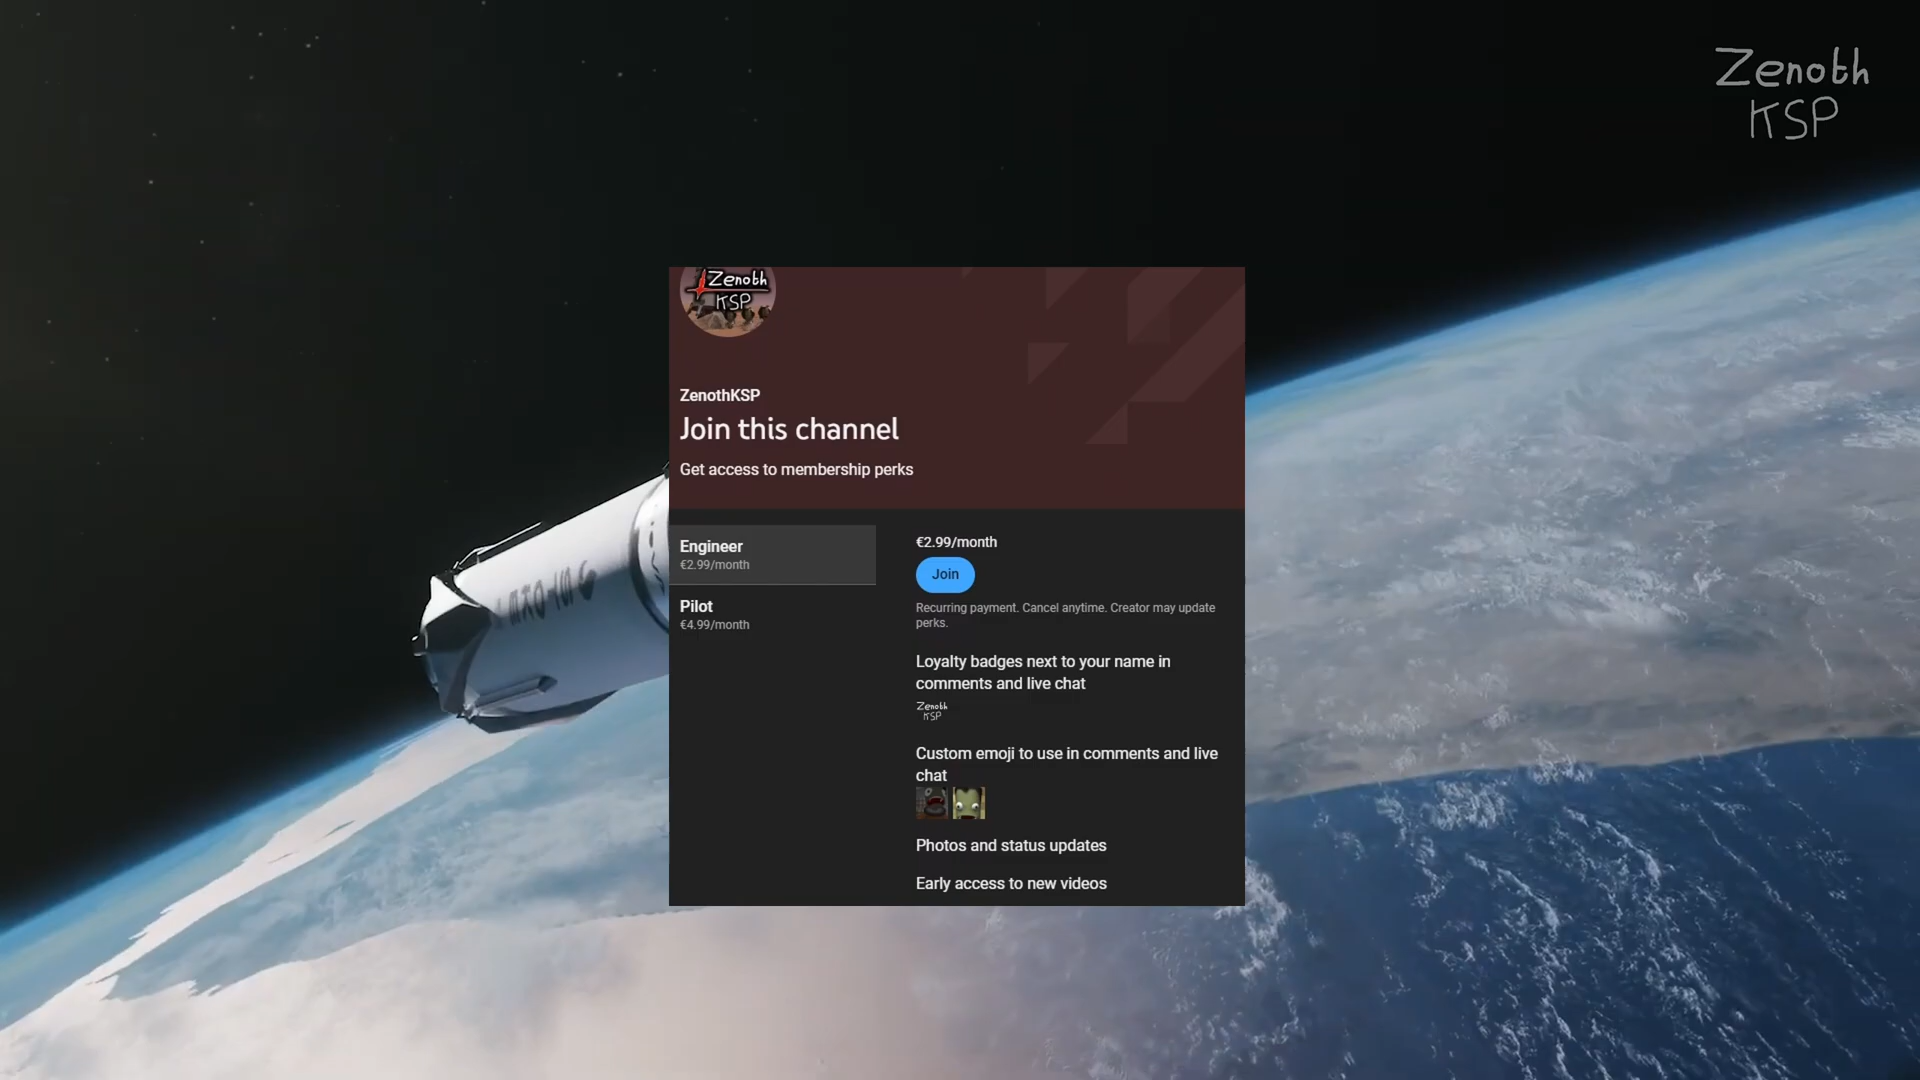 Zenoth
KSP
Zenoth
KSP
ZenothKSP
Join this channel
Get access to membership perks
Engineer
€2.99/month
Pilot
€4.99/month
€2.99/month
Join
Recurring payment. Cancel anytime. Creator may update
perks.
Loyalty badges next to your name in
comments and live chat
Zenoth
KSP
Custom emoji to use in comments and live
chat
Photos and status updates
Early access to new videos